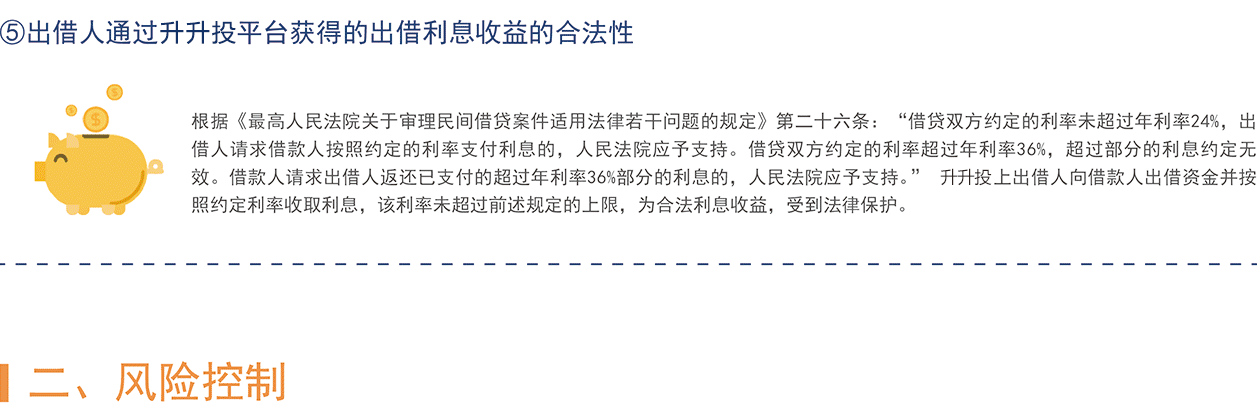 ⑤出借人通过升升投平台获得的出借利息收益的合法性
根据《最高人民法院关于审理民间借贷案件适用法律若干问题的规定》第二十六条：“借贷双方约定的利率未超过年利率24%，出
借人请求借款人按照约定的利率支付利息的，人民法院应予支持。借贷双方约定的利率超过年利率36%，超过部分的利息约定无
效。借款人请求出借人返还已支付的超过年利率36%部分的利息的，人民法院应予支持。” 升升投上出借人向借款人出借资金并按
照约定利率收取利息，该利率未超过前述规定的上限，为合法利息收益，受到法律保护。
二、风险控制